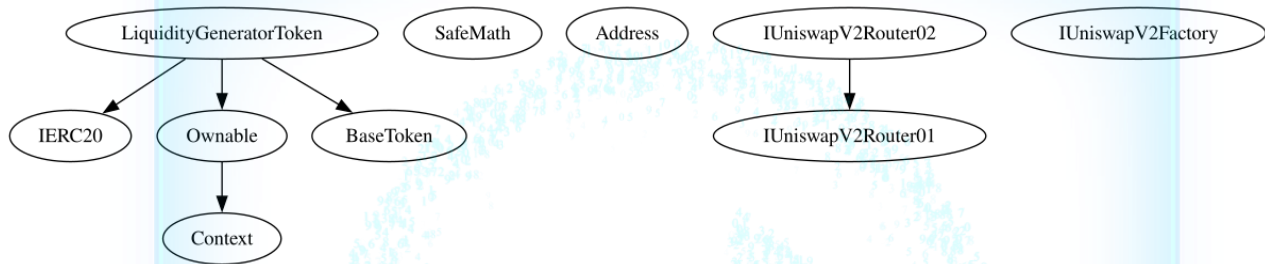 LiquidityGeneratorToken
SafeMath
Address
IUniswapV2Router02
IUniswapV2Factory
IERC20
Ownable
BaseToken
IUniswapV2Router01
Context